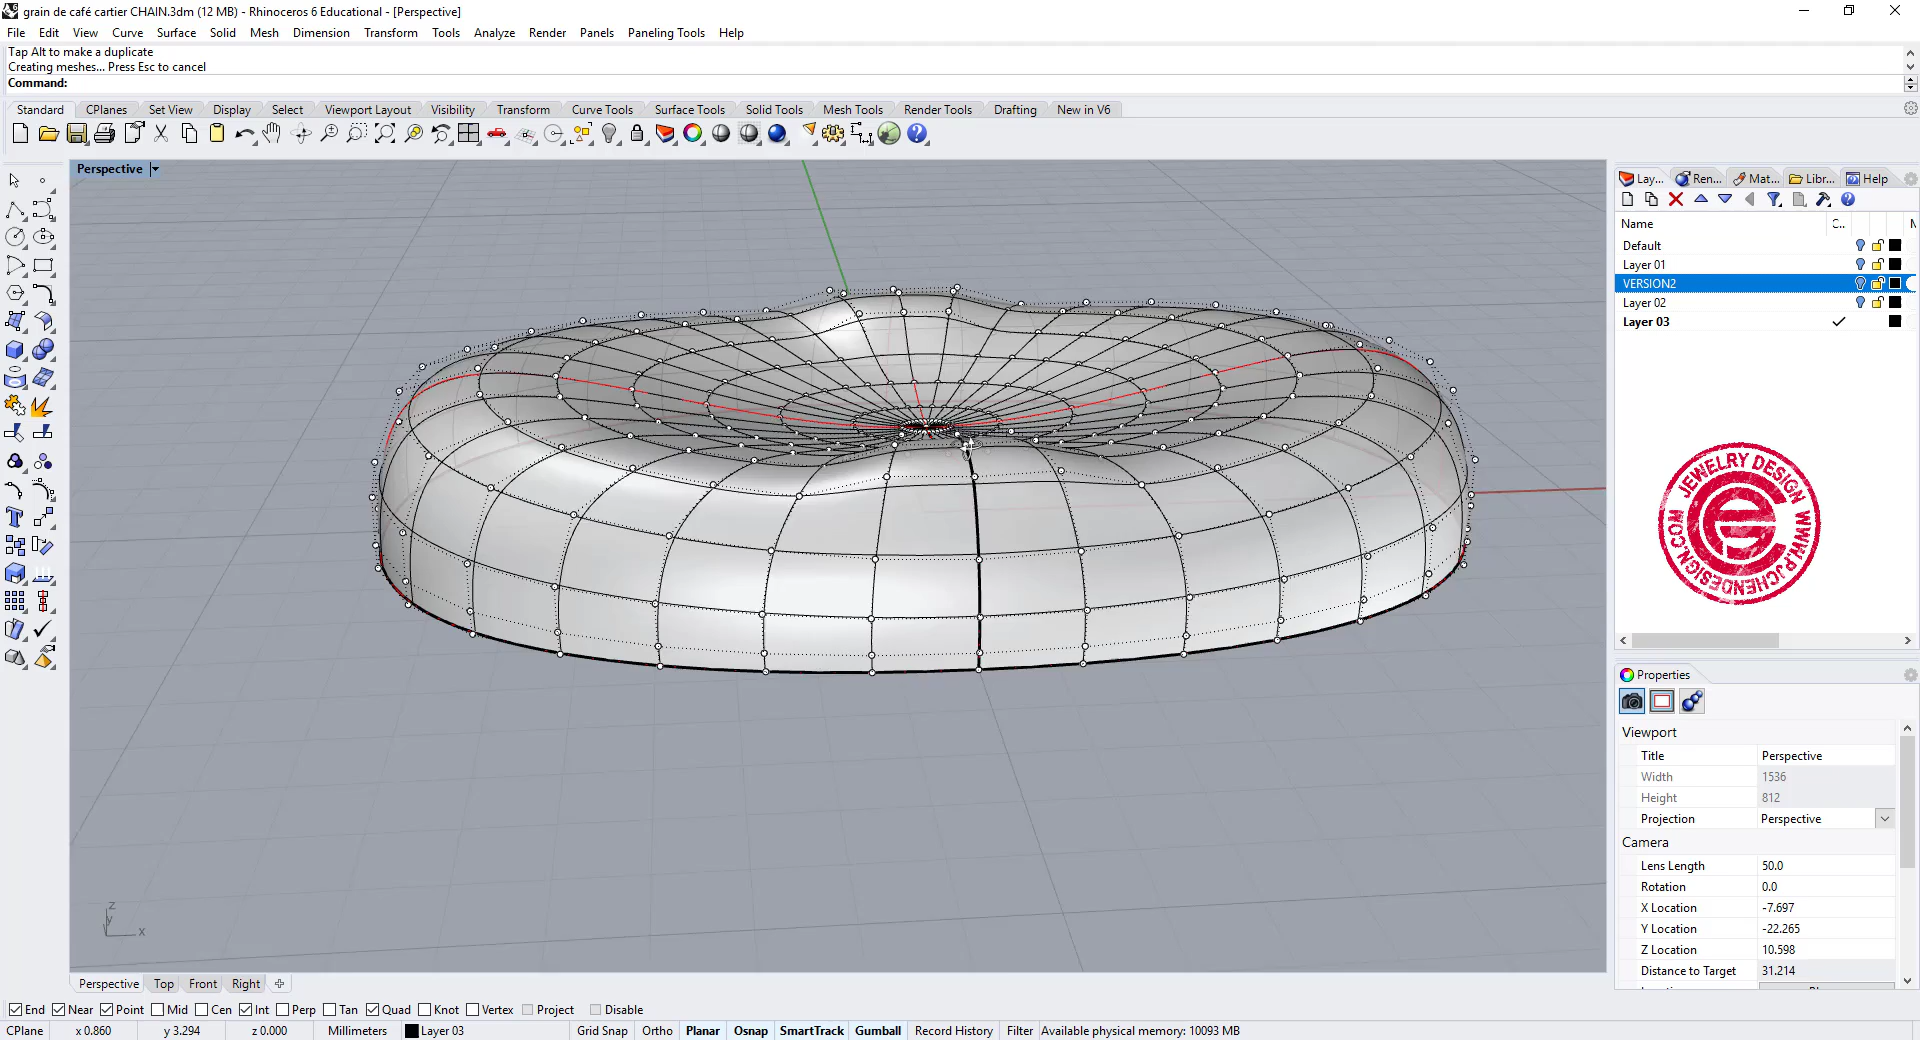 grain de café cartier CHAIN.3dm (12 MB) - Rhinoceros 6 Educational - [Perspective]
File Edit View Curve Surface Solid Mesh Dimension Transform Tools Analyze Render Panels Paneling Tools Help
Tap Alt to make a duplicate
Creating meshes... Press Esc to cancel
Command:
Standard CPlanes Set View Display Select Viewport Layout Visibility Transform Curve Tools Surface Tools Solid Tools Mesh Tools Render Tools Drafting New in V6
Perspective
Lay... Ren... Mat... Libr... Help
Name C.. M
Default
Layer 01
VERSION2
Layer 02
Layer 03
JEWELRY DESIGN WWW.PJCHENDESIGN.COM
Properties
Viewport
Title Perspective
Width 1536
Height 812
Projection Perspective
Camera
Lens Length 50.0
Rotation 0.0
X Location -7.697
Y Location -22.265
Z Location 10.598
Distance to Target 31.214
z
y
x
Perspective Top Front Right
End Near Point Mid Cen Int Perp Tan Quad Knot Vertex Project Disable
CPlane x 0.860 y 3.294 z 0.000 Millimeters Layer 03 Grid Snap Ortho Planar Osnap SmartTrack Gumball Record History Filter Available physical memory: 10093 MB